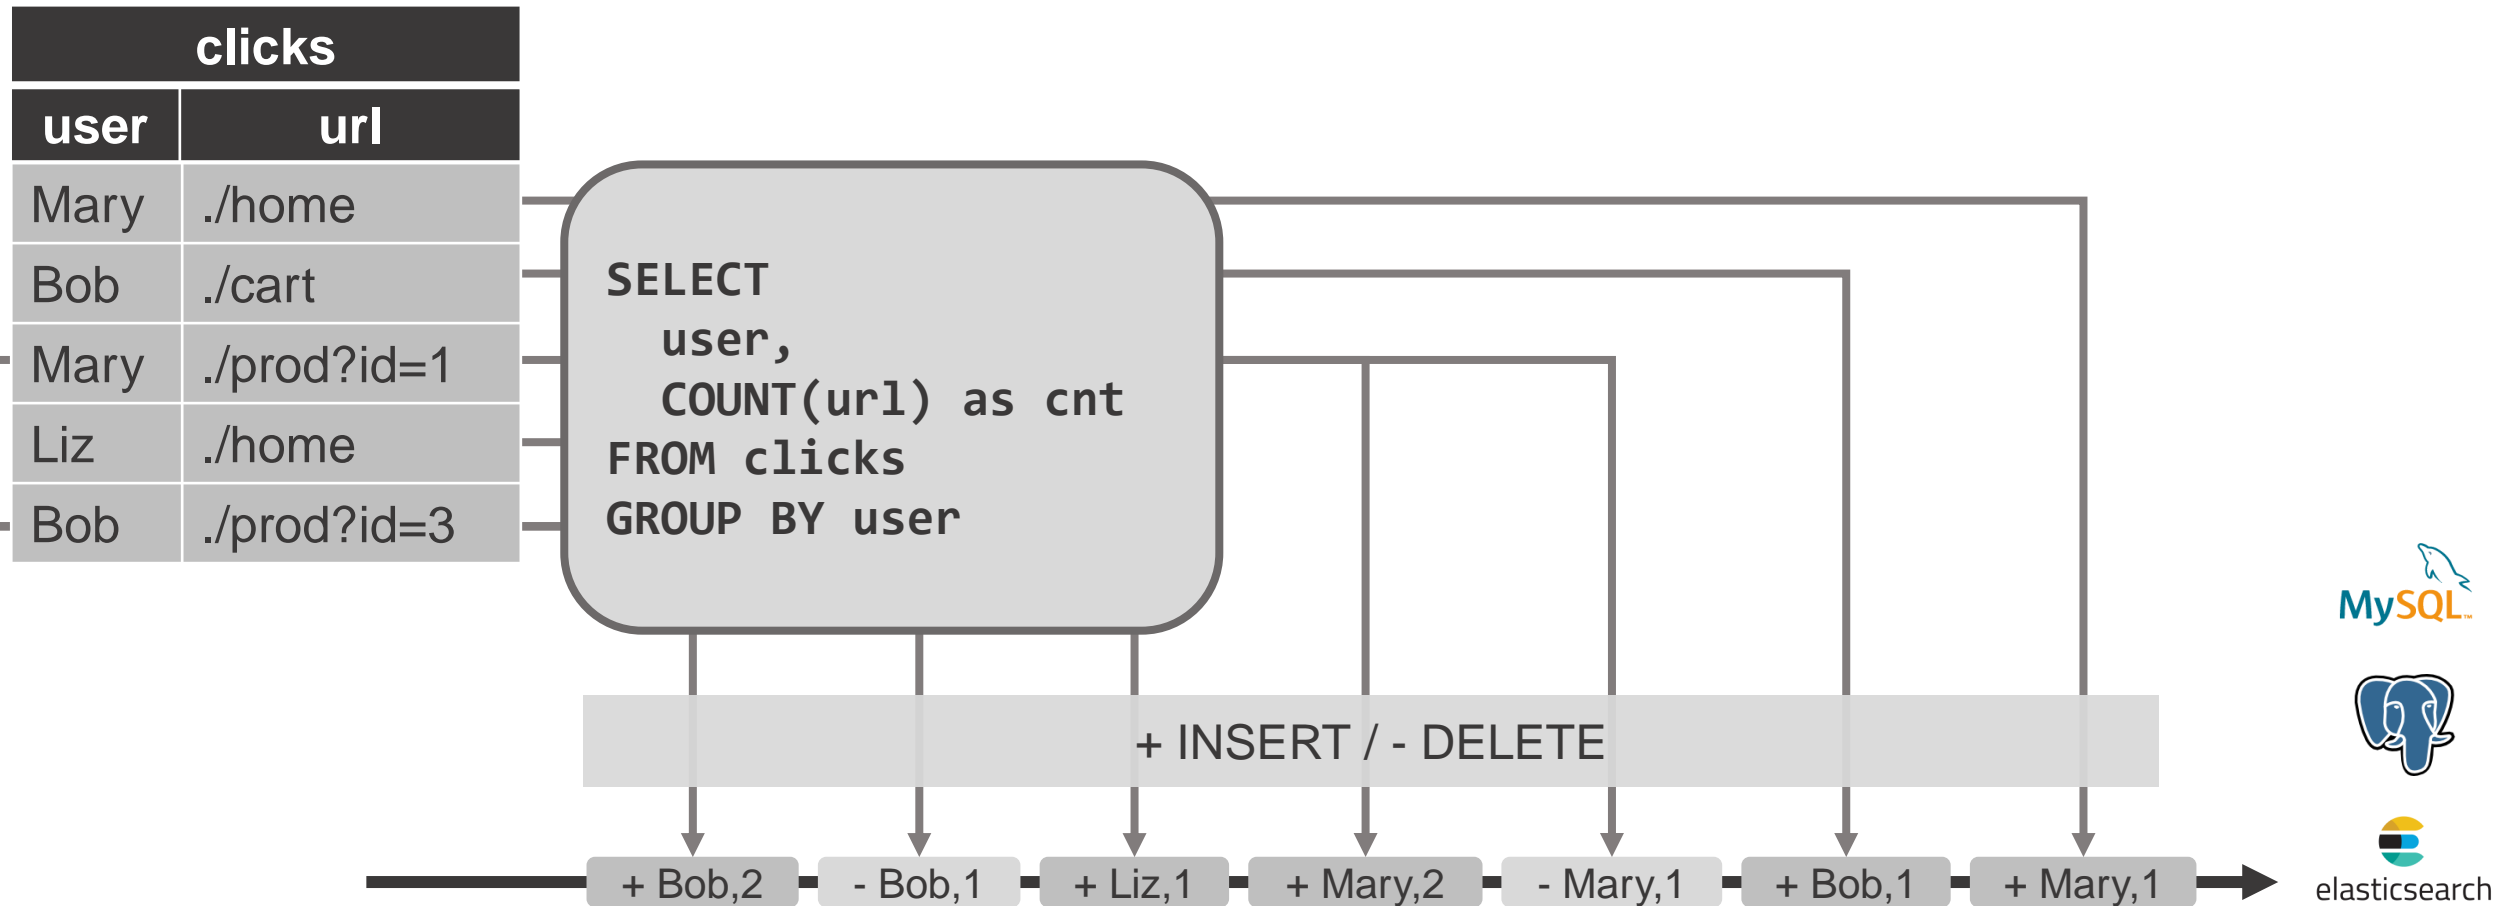 clicks
user url
Mary ./home
Bob ./cart
Mary ./prod?id=1
Liz ./home
Bob ./prod?id=3
SELECT
user,
COUNT(url) as cnt
FROM clicks
GROUP BY user
+ INSERT / - DELETE
+ Bob,2 - Bob,1 + Liz,1 + Mary,2 - Mary,1 + Bob,1 + Mary,1
MySQL™
elasticsearch